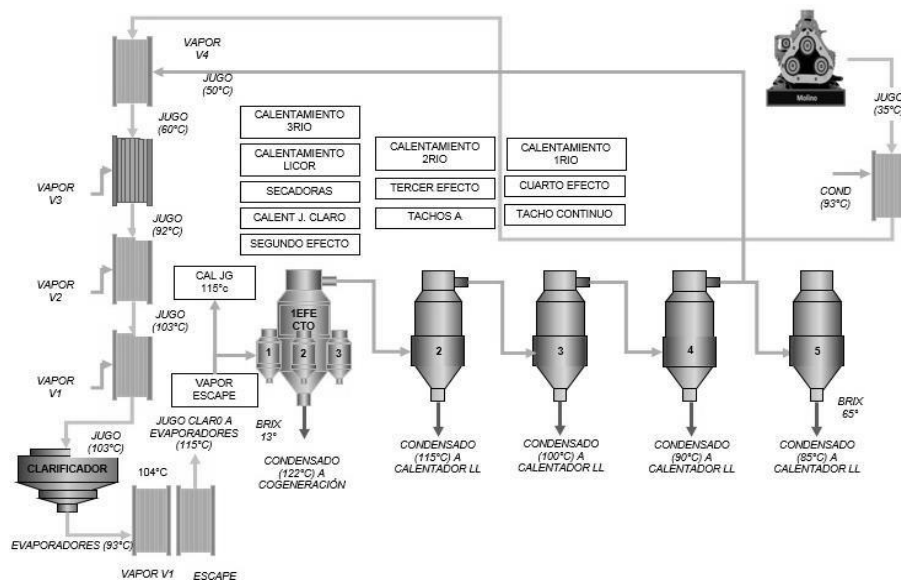 VAPOR
V4
JUGO
(50°C)
Molino
JUGO
(35°C)
JUGO
(60°C)
CALENTAMIENTO
3RIO
CALENTAMIENTO
LICOR
SECADORAS
CALENT J. CLARO
SEGUNDO EFECTO
CALENTAMIENTO
2RIO
TERCER EFECTO
TACHOS A
CALENTAMIENTO
1RIO
CUARTO EFECTO
TACHO CONTINUO
COND
(93°C)
VAPOR
V3
JUGO
(92°C)
VAPOR
V2
JUGO
(103°C)
CAL JG
115°c
1EFE
CTO
1
2
3
2
3
4
5
VAPOR
V1
VAPOR
ESCAPE
JUGO CLAR0 A
EVAPORADORES
(115°C)
BRIX
13°
BRIX
65°
JUGO
(103°C)
CLARIFICADOR
104°C
CONDENSADO
(122°C) A
COGENERACIÓN
CONDENSADO
(115°C) A
CALENTADOR LL
CONDENSADO
(100°C) A
CALENTADOR LL
CONDENSADO
(90°C) A
CALENTADOR LL
CONDENSADO
(85°C) A
CALENTADOR LL
EVAPORADORES (93°C)
VAPOR V1
ESCAPE